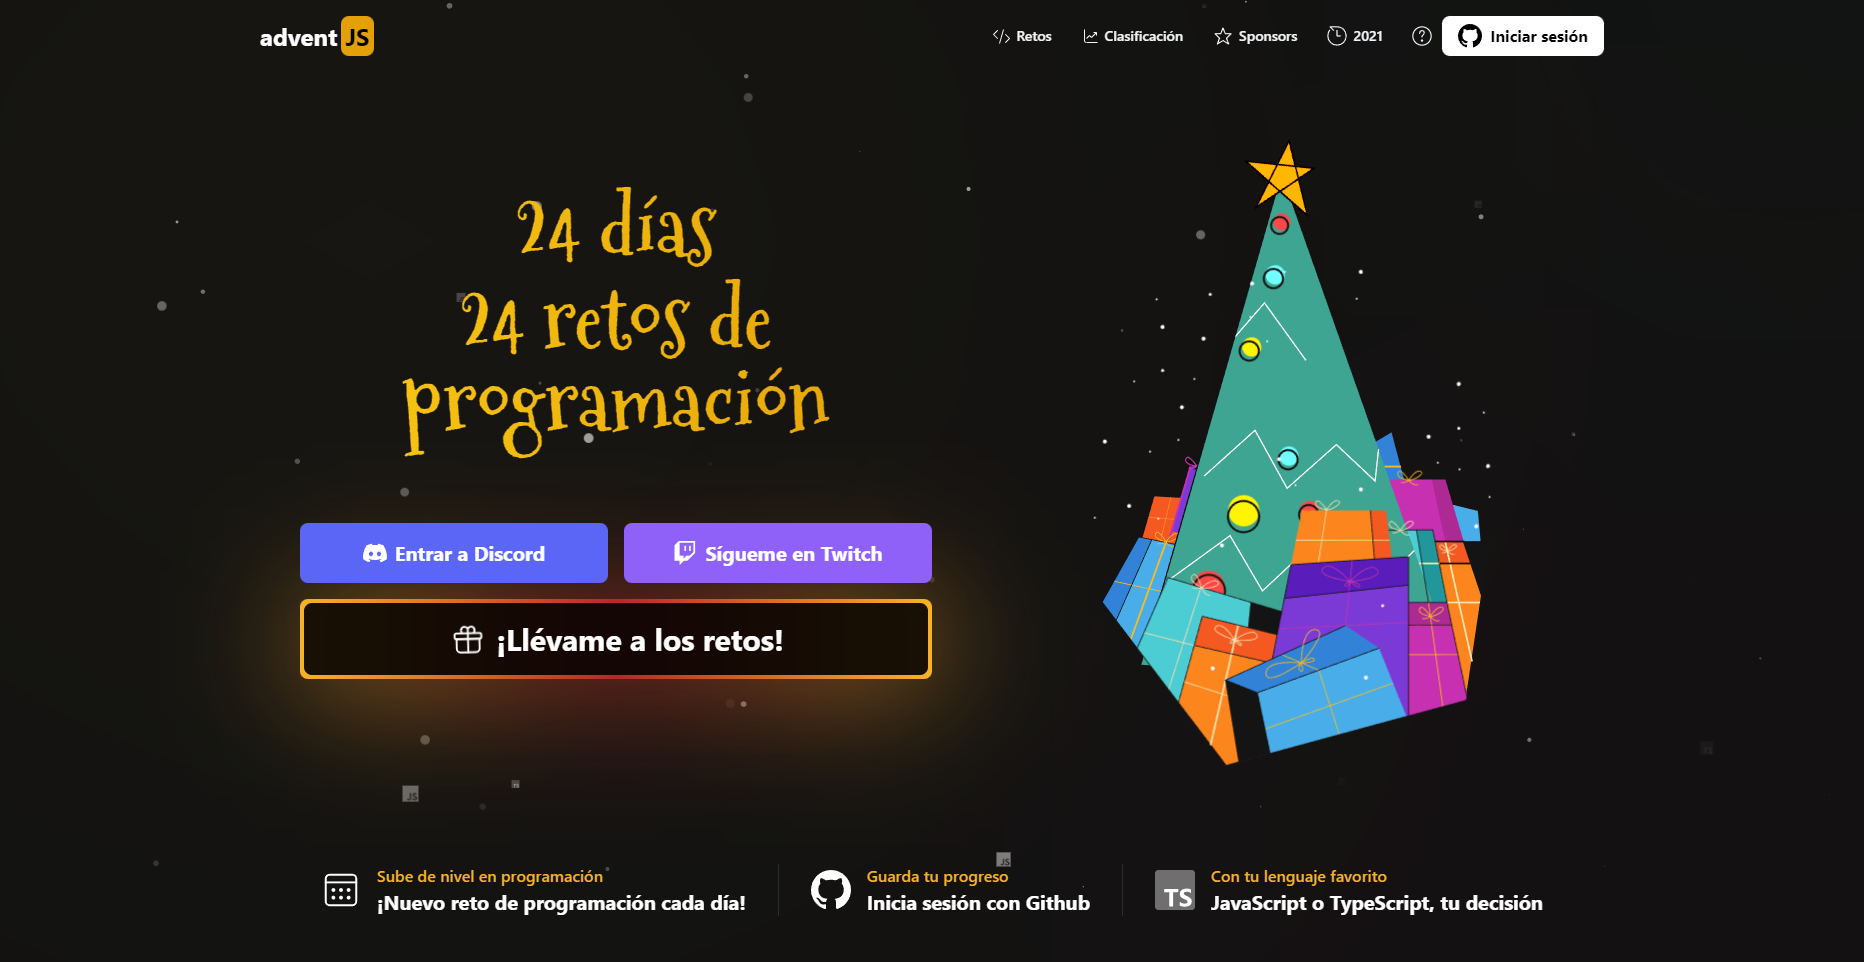 advent JS
Retos
Clasificación
Sponsors
2021
Iniciar sesión
24 días
24 retos de
programación
Entrar a Discord
Sígueme en Twitch
¡Llévame a los retos!
JS
JS
Sube de nivel en programación
¡Nuevo reto de programación cada día!
Guarda tu progreso
Inicia sesión con Github
TS
Con tu lenguaje favorito
JavaScript o TypeScript, tu decisión